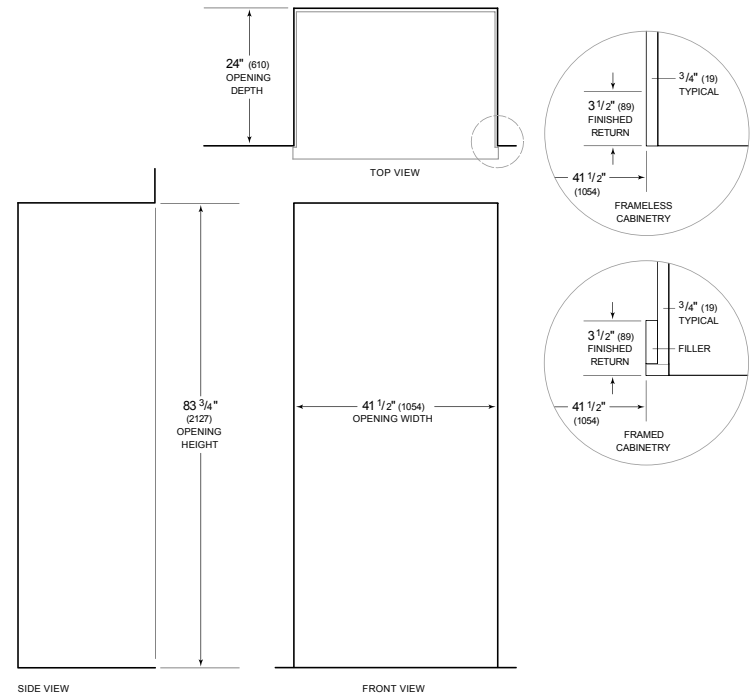 24" (610)
OPENING
DEPTH
TOP VIEW
3/4" (19)
TYPICAL
3 1/2" (89)
FINISHED
RETURN
41 1/2"
(1054)
FRAMELESS
CABINETRY
3/4" (19)
TYPICAL
3 1/2" (89)
FINISHED
RETURN
FILLER
41 1/2"
(1054)
FRAMED
CABINETRY
83 3/4"
(2127)
OPENING
HEIGHT
41 1/2" (1054)
OPENING WIDTH
SIDE VIEW
FRONT VIEW